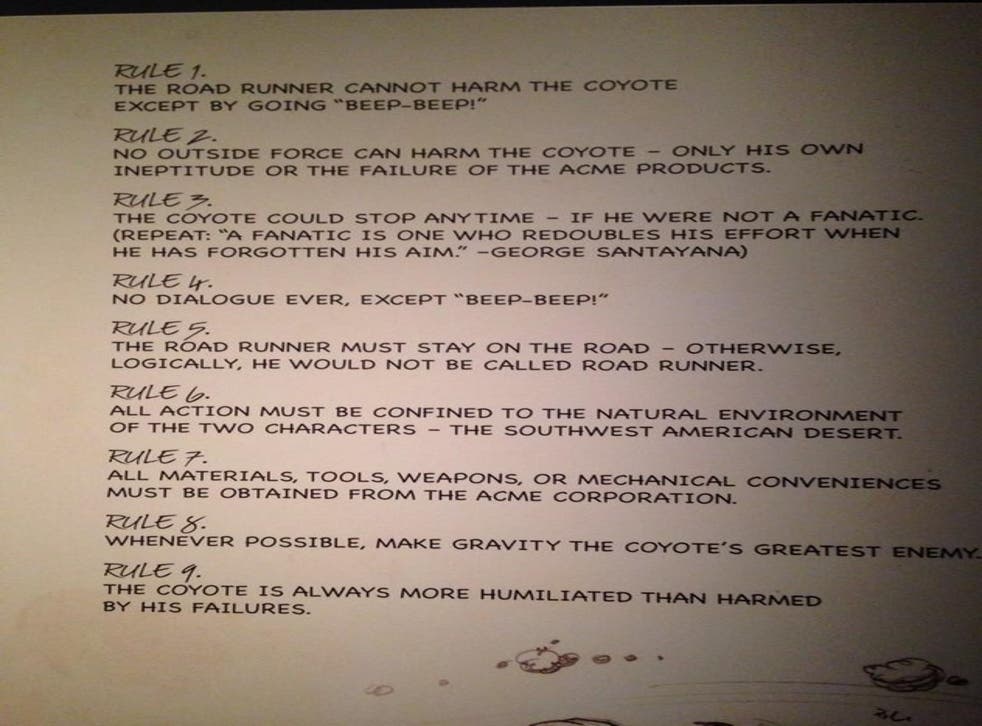 RULE 1.
THE ROAD RUNNER CANNOT HARM THE COYOTE
EXCEPT BY GOING "BEEP-BEEP!"
RULE 2.
NO OUTSIDE FORCE CAN HARM THE COYOTE – ONLY HIS OWN
INEPTITUDE OR THE FAILURE OF THE ACME PRODUCTS.
RULE 3.
THE COYOTE COULD STOP ANYTIME – IF HE WERE NOT A FANATIC.
(REPEAT: "A FANATIC IS ONE WHO REDOUBLES HIS EFFORT WHEN
HE HAS FORGOTTEN HIS AIM." –GEORGE SANTAYANA)
RULE 4.
NO DIALOGUE EVER, EXCEPT "BEEP-BEEP!"
RULE 5.
THE ROAD RUNNER MUST STAY ON THE ROAD – OTHERWISE,
LOGICALLY, HE WOULD NOT BE CALLED ROAD RUNNER.
RULE 6.
ALL ACTION MUST BE CONFINED TO THE NATURAL ENVIRONMENT
OF THE TWO CHARACTERS – THE SOUTHWEST AMERICAN DESERT.
RULE 7.
ALL MATERIALS, TOOLS, WEAPONS, OR MECHANICAL CONVENIENCES
MUST BE OBTAINED FROM THE ACME CORPORATION.
RULE 8.
WHENEVER POSSIBLE, MAKE GRAVITY THE COYOTE'S GREATEST ENEMY.
RULE 9.
THE COYOTE IS ALWAYS MORE HUMILIATED THAN HARMED
BY HIS FAILURES.